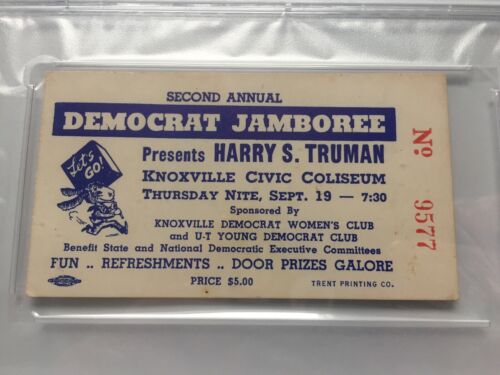 SECOND ANNUAL
DEMOCRAT JAMBOREE
Let's GO!
Presents HARRY S. TRUMAN
KNOXVILLE CIVIC COLISEUM
THURSDAY NITE, SEPT. 19 — 7:30
Sponsored By
KNOXVILLE DEMOCRAT WOMEN'S CLUB
and U-T YOUNG DEMOCRAT CLUB
Benefit State and National Democratic Executive Committees
FUN .. REFRESHMENTS .. DOOR PRIZES GALORE
PRICE $5.00
TRENT PRINTING CO.
No 9577